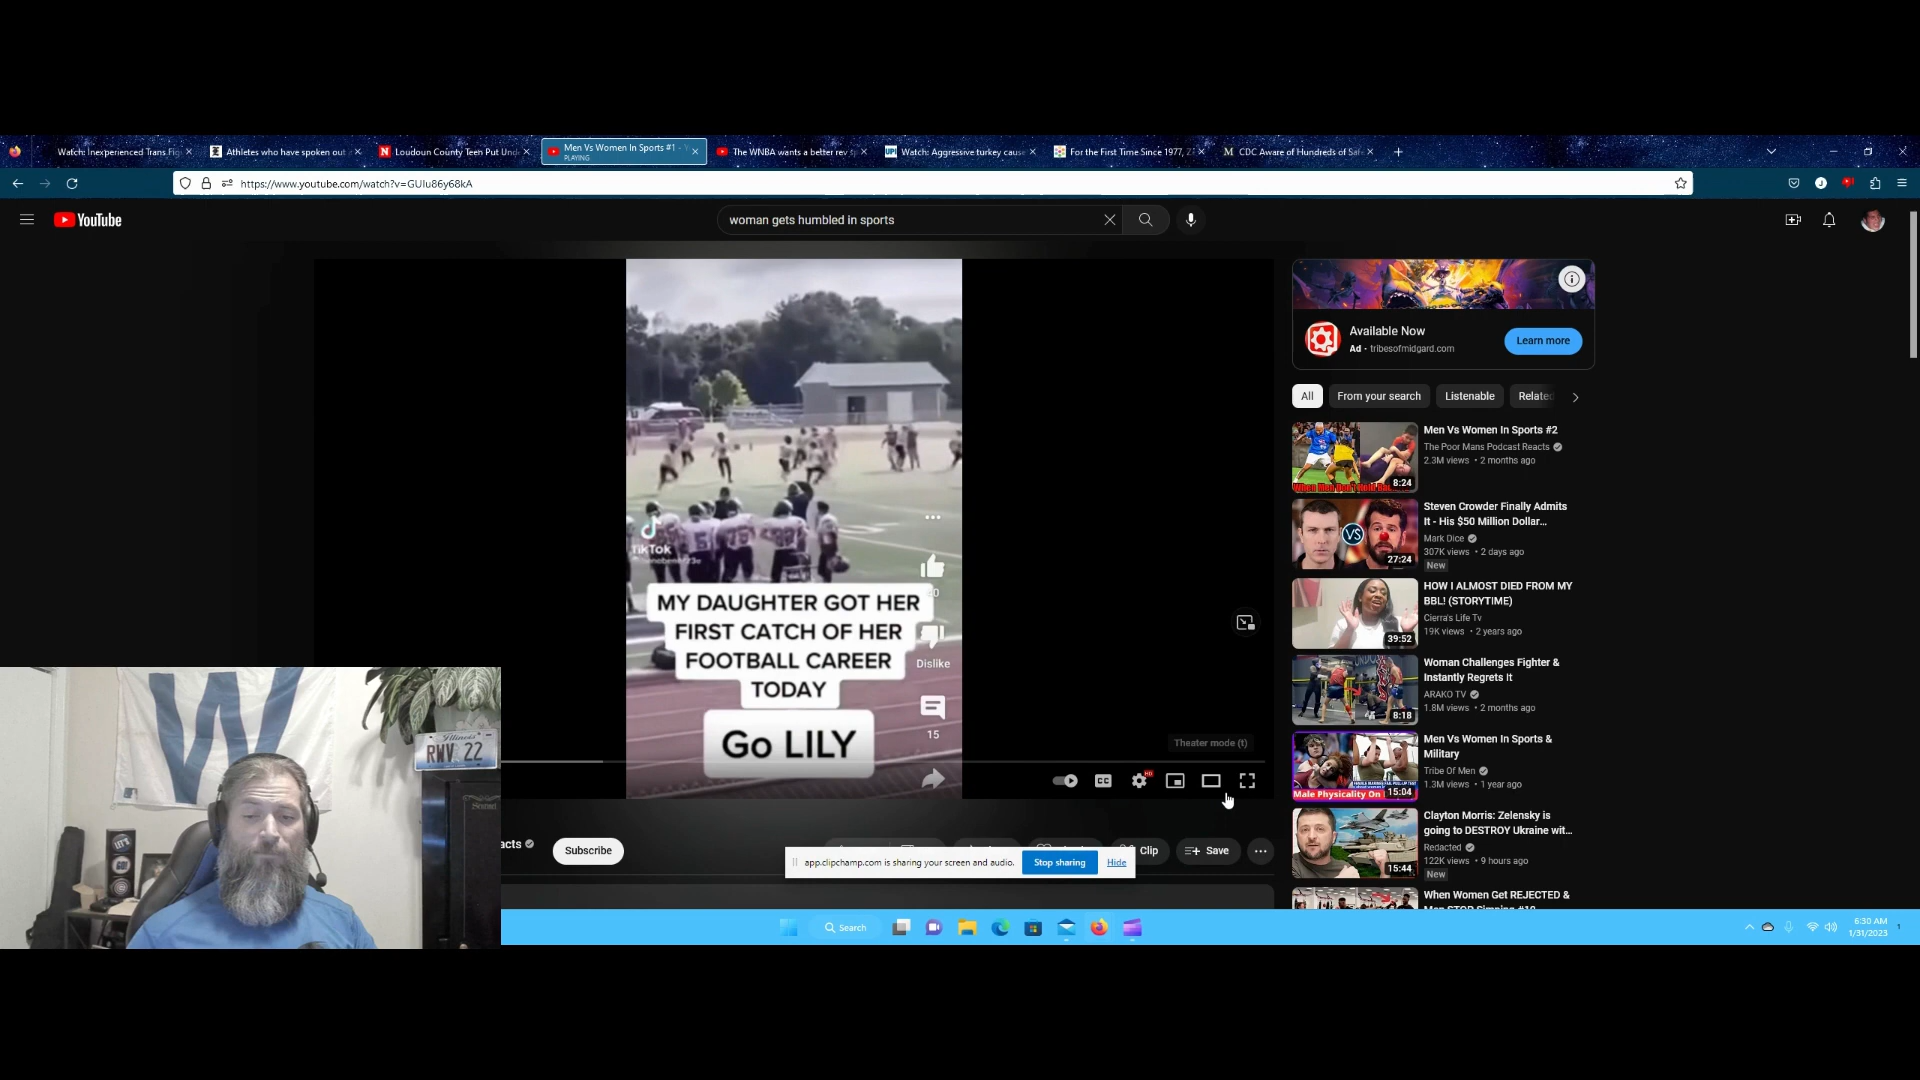 Watch: Inexperienced Trans Fig
Athletes who have spoken out
Loudoun County Teen Put Und
Men Vs Women In Sports #1 - Y
PLAYING
The WNBA wants a better rev
Watch: Aggressive turkey cause
For the First Time Since 1977,
CDC Aware of Hundreds of Saf
https://www.youtube.com/watch?v=GUIu86y68kA
YouTube
woman gets humbled in sports
Available Now
Ad • tribesofmidgard.com
Learn more
All
From your search
Listenable
Related
Men Vs Women In Sports #2
The Poor Mans Podcast Reacts
2.3M views • 2 months ago
8:24
Steven Crowder Finally Admits
It - His $50 Million Dollar...
Mark Dice
307K views • 2 days ago
New
VS
27:24
HOW I ALMOST DIED FROM MY
BBL! (STORYTIME)
Cierra's Life Tv
19K views • 2 years ago
39:52
Woman Challenges Fighter &
Instantly Regrets It
ARAKO TV
1.8M views • 2 months ago
8:18
Men Vs Women In Sports &
Military
Tribe Of Men
1.3M views • 1 year ago
Male Physicality On
15:04
Clayton Morris: Zelensky is
going to DESTROY Ukraine wit...
Redacted
122K views • 9 hours ago
New
15:44
When Women Get REJECTED &
TikTok
MY DAUGHTER GOT HER
FIRST CATCH OF HER
FOOTBALL CAREER
TODAY
Go LILY
Dislike
15
Theater mode (t)
CC
HD
acts
Subscribe
Clip
Save
app.clipchamp.com is sharing your screen and audio.
Stop sharing
Hide
W
Illinois
RWV 22
Search
6:30 AM
1/31/2023
1